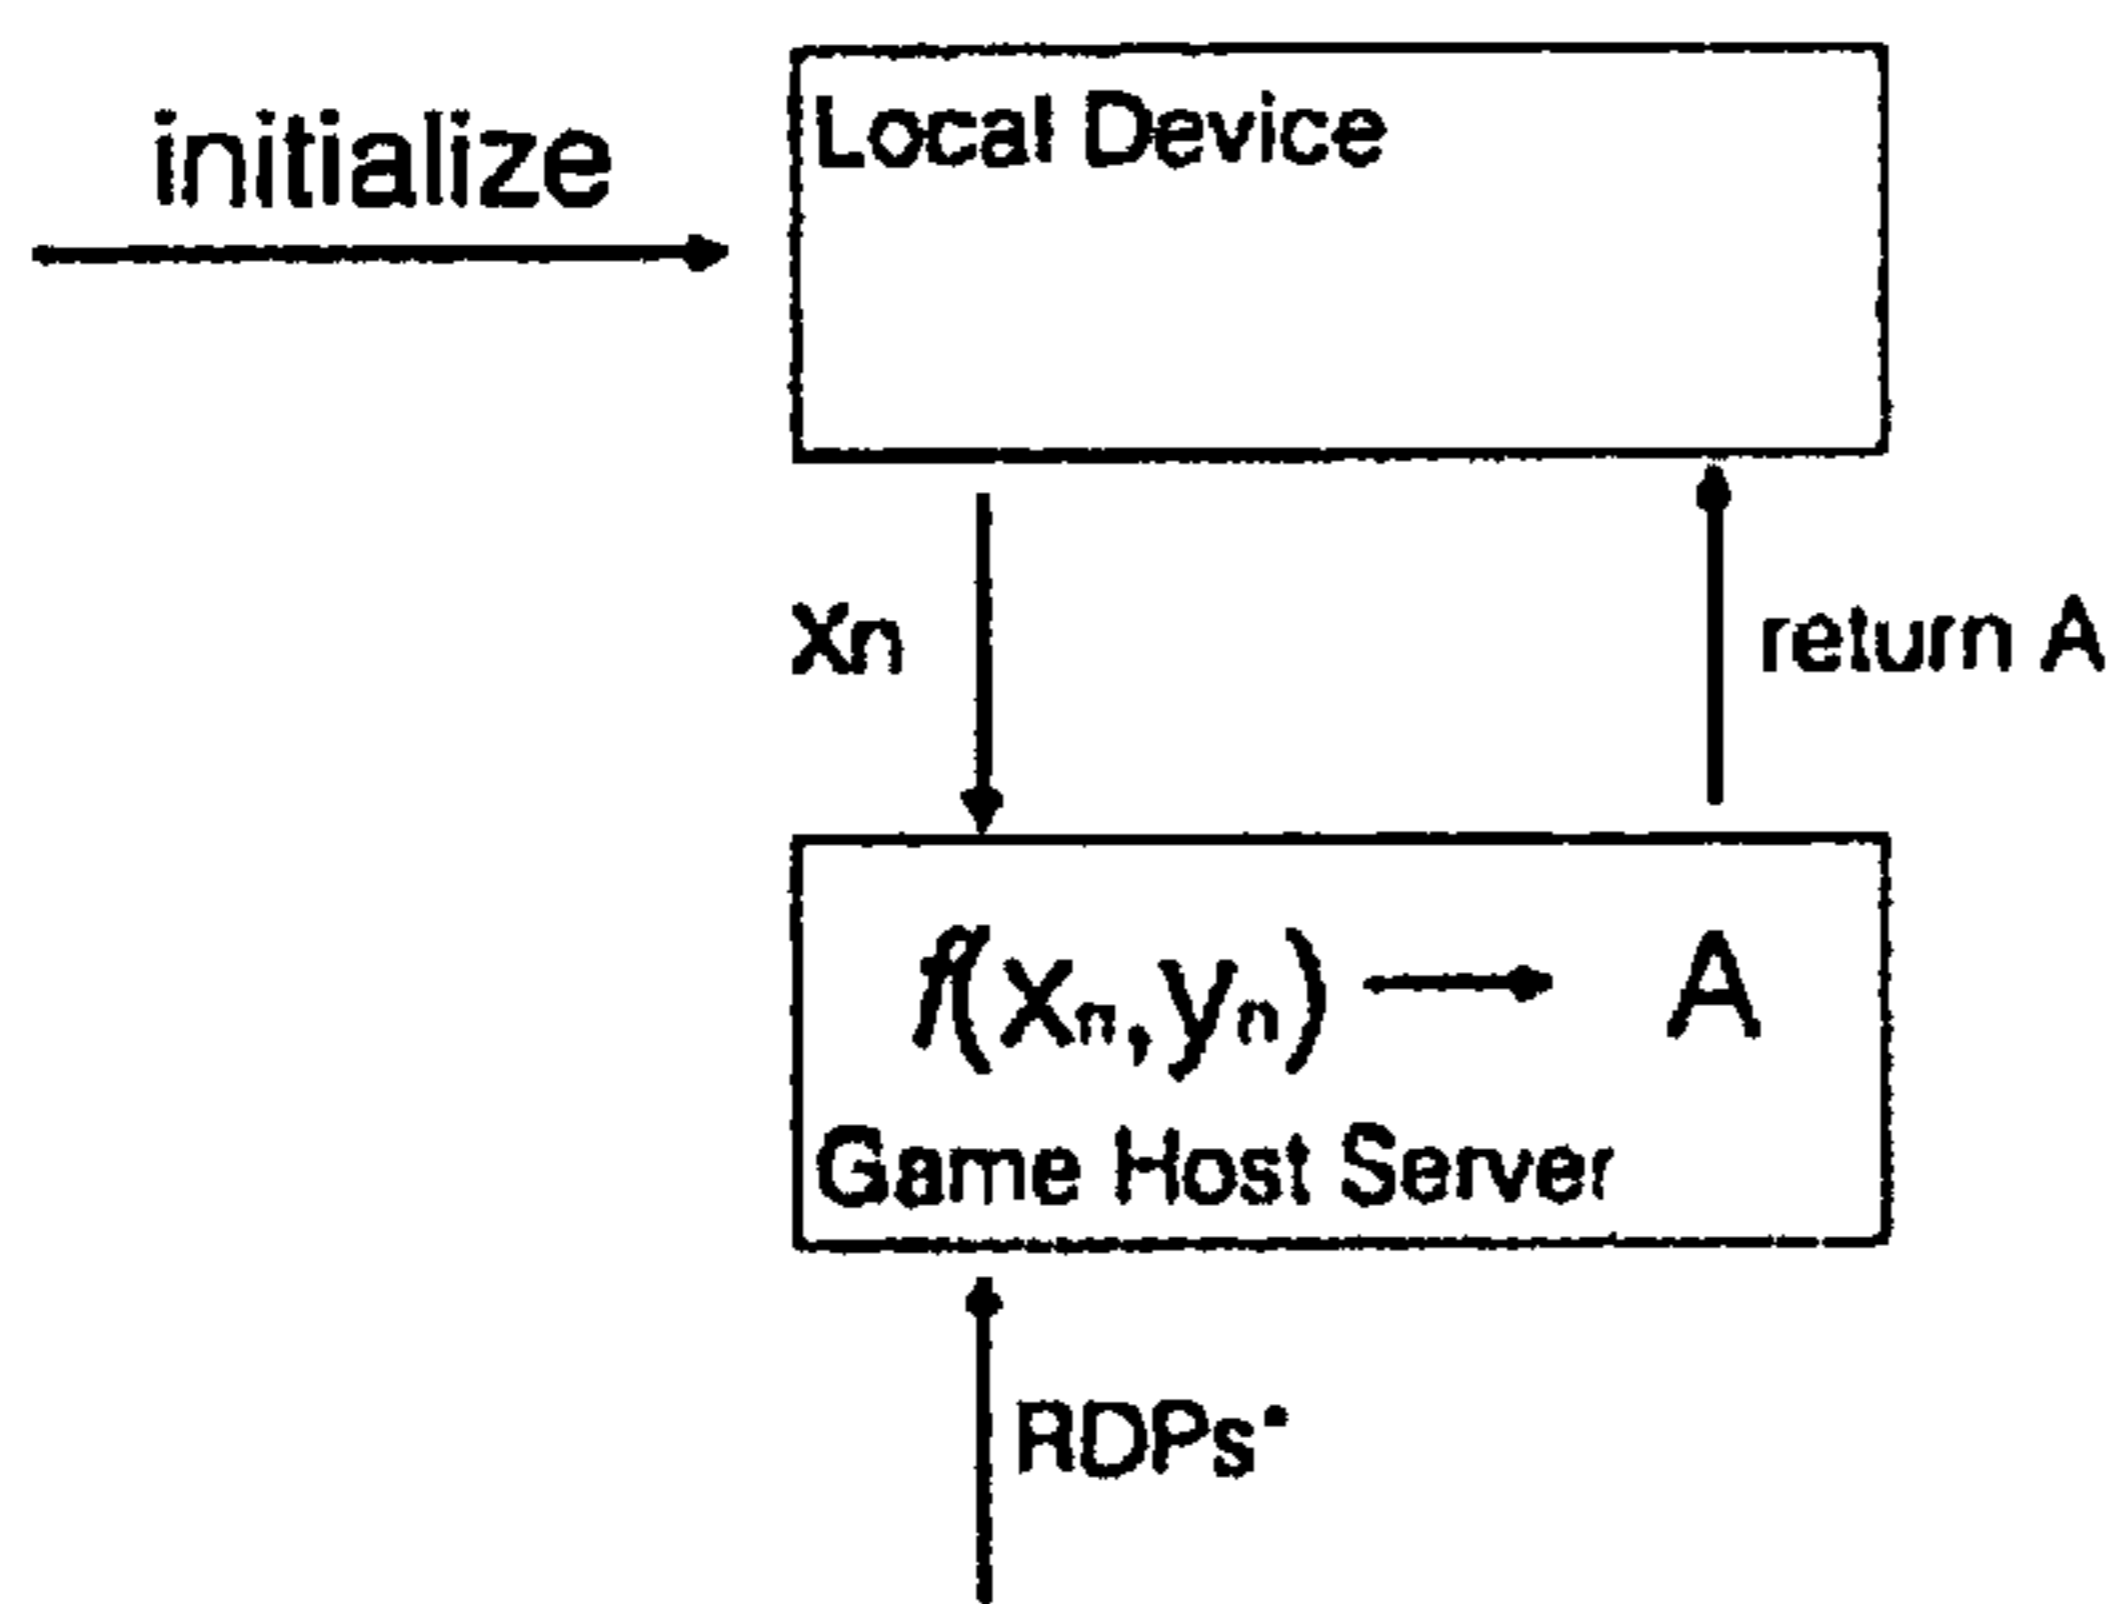 initialize
Local Device
Xn
return A
f(xn,yn) → A
Game Host Server
RDPs*